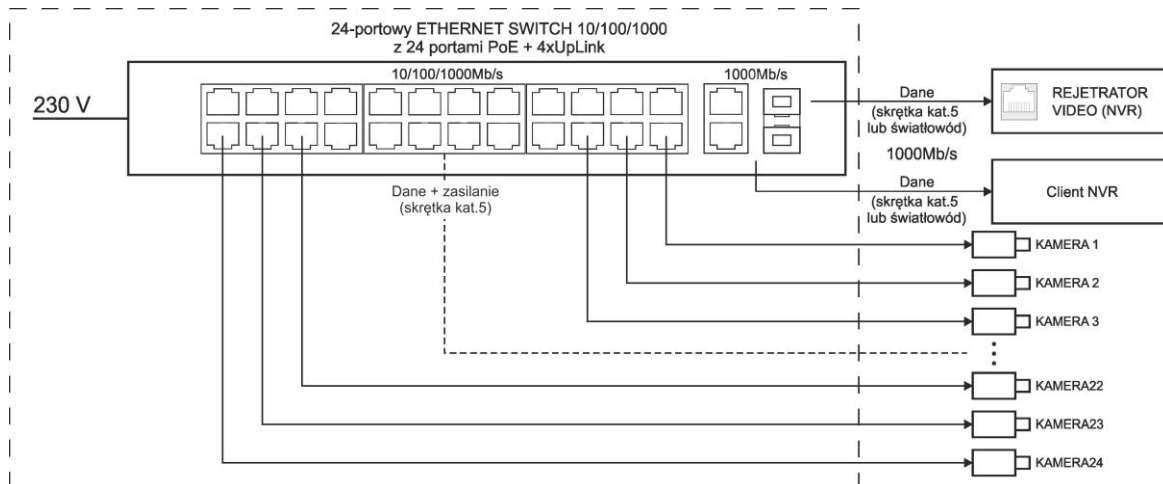 24-portowy ETHERNET SWITCH 10/100/1000
z 24 portami PoE + 4xUpLink
10/100/1000Mb/s
1000Mb/s
230 V
Dane
(skrętka kat.5
lub światłowód)
REJETRATOR
VIDEO (NVR)
1000Mb/s
Dane
(skrętka kat.5
lub światłowód)
Client NVR
Dane + zasilanie
(skrętka kat.5)
KAMERA 1
KAMERA 2
KAMERA 3
KAMERA22
KAMERA23
KAMERA24